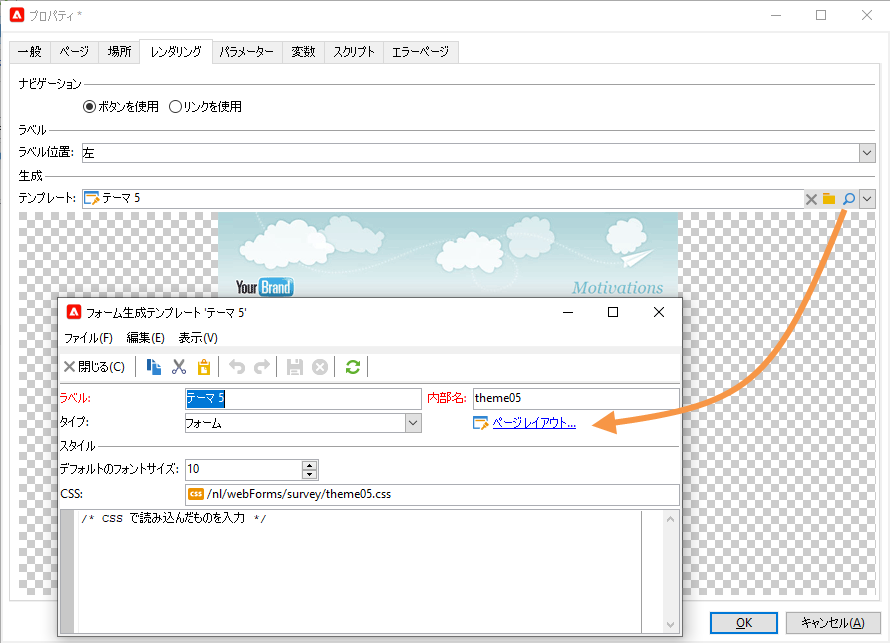 プロパティ *
一般 ページ 場所 レンダリング パラメーター 変数 スクリプト エラーページ
ナビゲーション
ボタンを使用 リンクを使用
ラベル
ラベル位置: 左
生成
テンプレート: テーマ 5
Your Brand Motivations
フォーム生成テンプレート 'テーマ 5'
ファイル(F) 編集(E) 表示(V)
閉じる(C)
ラベル: テーマ 5 内部名: theme05
タイプ: フォーム ページレイアウト...
スタイル
デフォルトのフォントサイズ: 10
CSS: css /nl/webForms/survey/theme05.css
/* CSS で読み込んだものを入力 */
OK キャンセル(A)